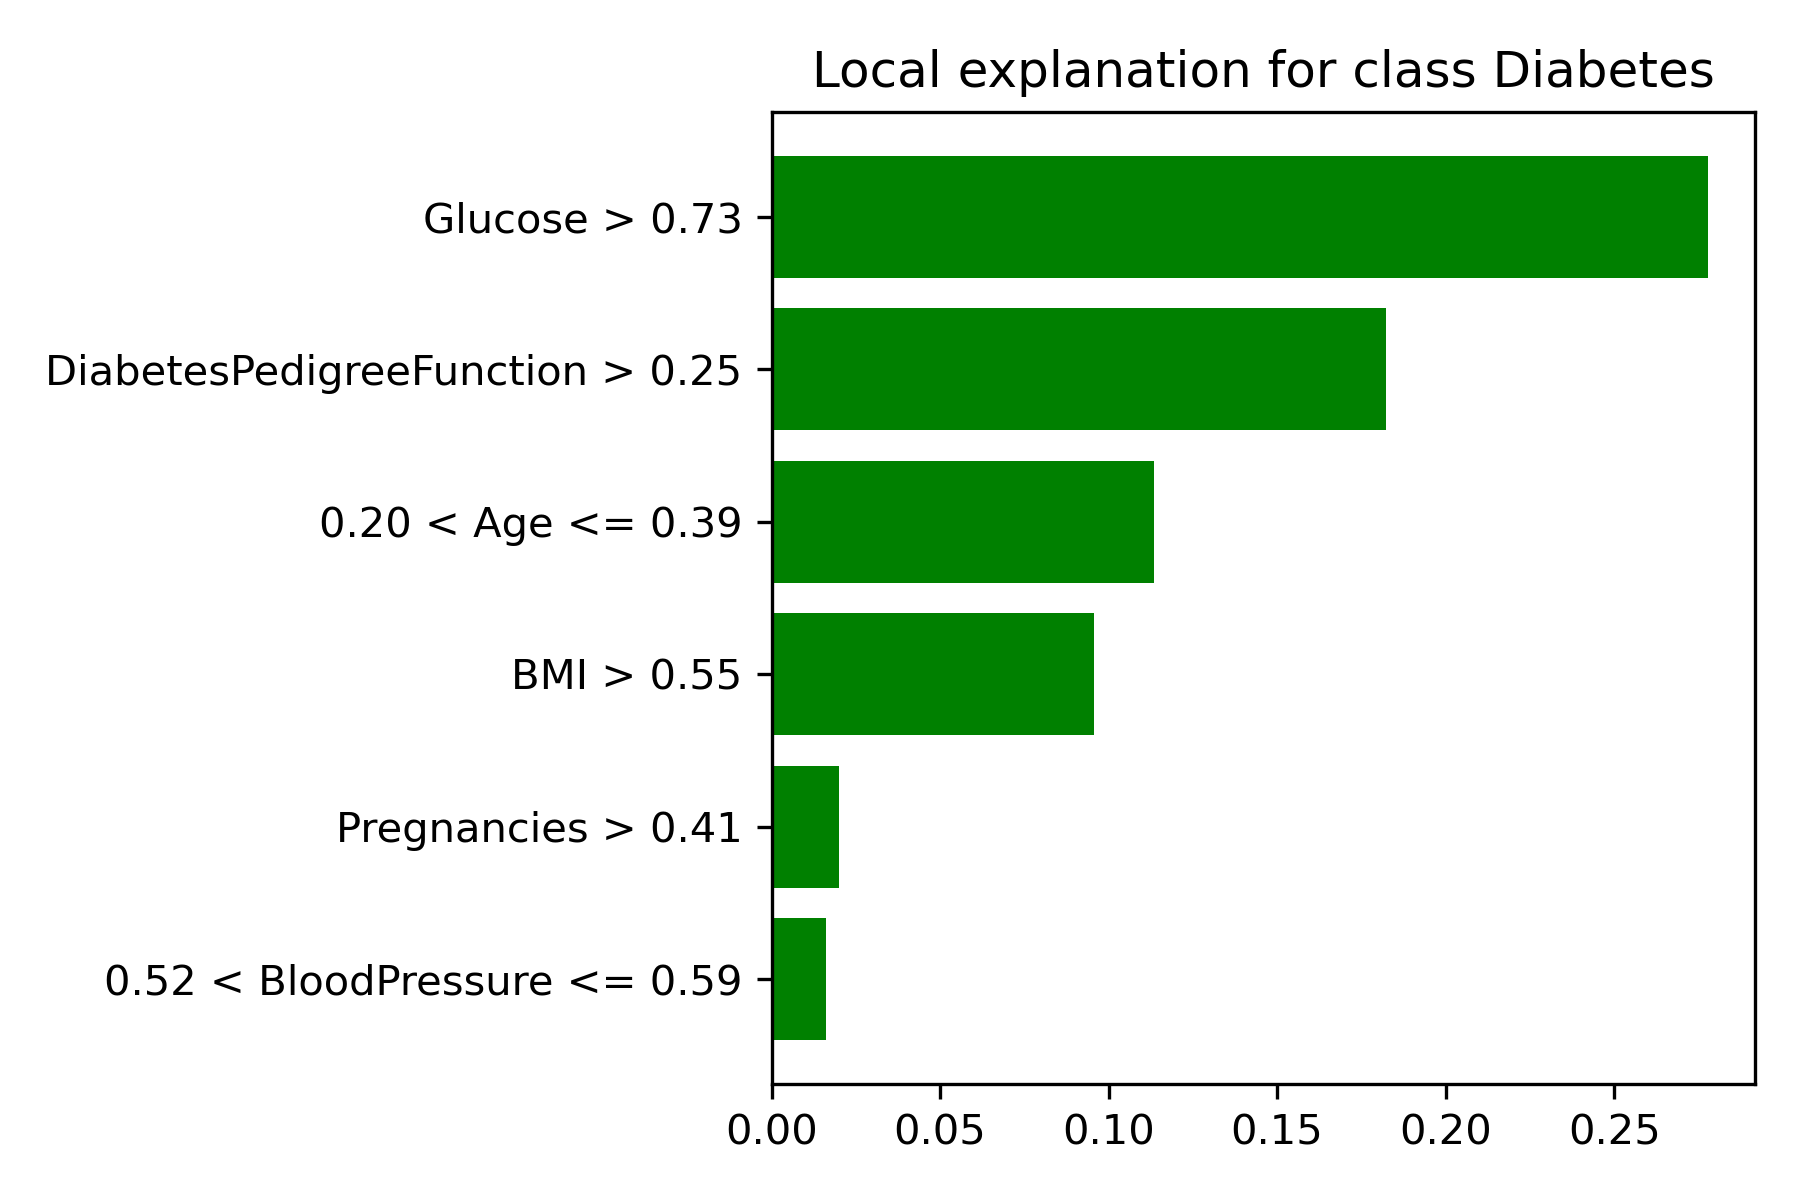 Local explanation for class Diabetes
Glucose > 0.73
DiabetesPedigreeFunction > 0.25
0.20 < Age <= 0.39
BMI > 0.55
Pregnancies > 0.41
0.52 < BloodPressure <= 0.59
0.00 0.05 0.10 0.15 0.20 0.25